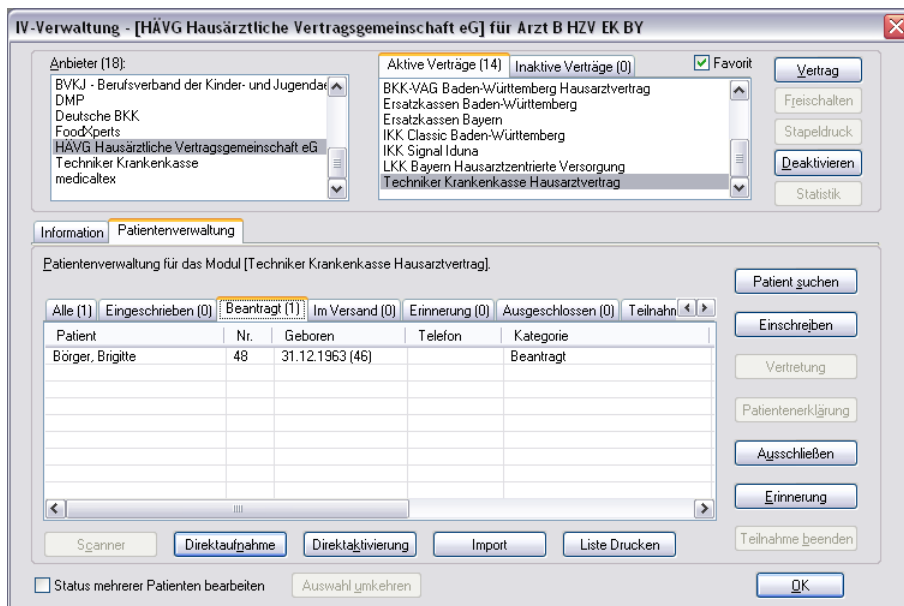 IV-Verwaltung - [HÄVG Hausärztliche Vertragsgemeinschaft eG] für Arzt B HZV EK BY
Anbieter (18):
BVKJ - Berufsverband der Kinder- und Jugendae
DMP
Deutsche BKK
FoodXperts
HÄVG Hausärztliche Vertragsgemeinschaft eG
Techniker Krankenkasse
medicaltex
Aktive Verträge (14) Inaktive Verträge (0) Favorit
BKK-VAG Baden-Württemberg Hausarztvertrag
Ersatzkassen Baden-Württemberg
Ersatzkassen Bayern
IKK Classic Baden-Württemberg
IKK Signal Iduna
LKK Bayern Hausarztzentrierte Versorgung
Techniker Krankenkasse Hausarztvertrag
Vertrag
Freischalten
Stapeldruck
Deaktivieren
Statistik
Information Patientenverwaltung
Patientenverwaltung für das Modul [Techniker Krankenkasse Hausarztvertrag].
Alle (1) Eingeschrieben (0) Beantragt (1) Im Versand (0) Erinnerung (0) Ausgeschlossen (0) Teilnahn
Patient Nr. Geboren Telefon Kategorie
Börger, Brigitte 48 31.12.1963 (46) Beantragt
Patient suchen
Einschreiben
Vertretung
Patientenerklärung
Ausschließen
Erinnerung
Teilnahme beenden
Scanner Direktaufnahme Direktaktivierung Import Liste Drucken
Status mehrerer Patienten bearbeiten Auswahl umkehren OK